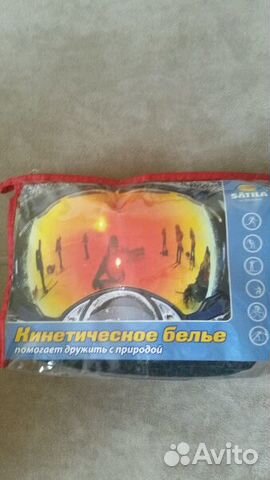 SATILA
Кинетическое белье
помогает дружить с природой
Avito